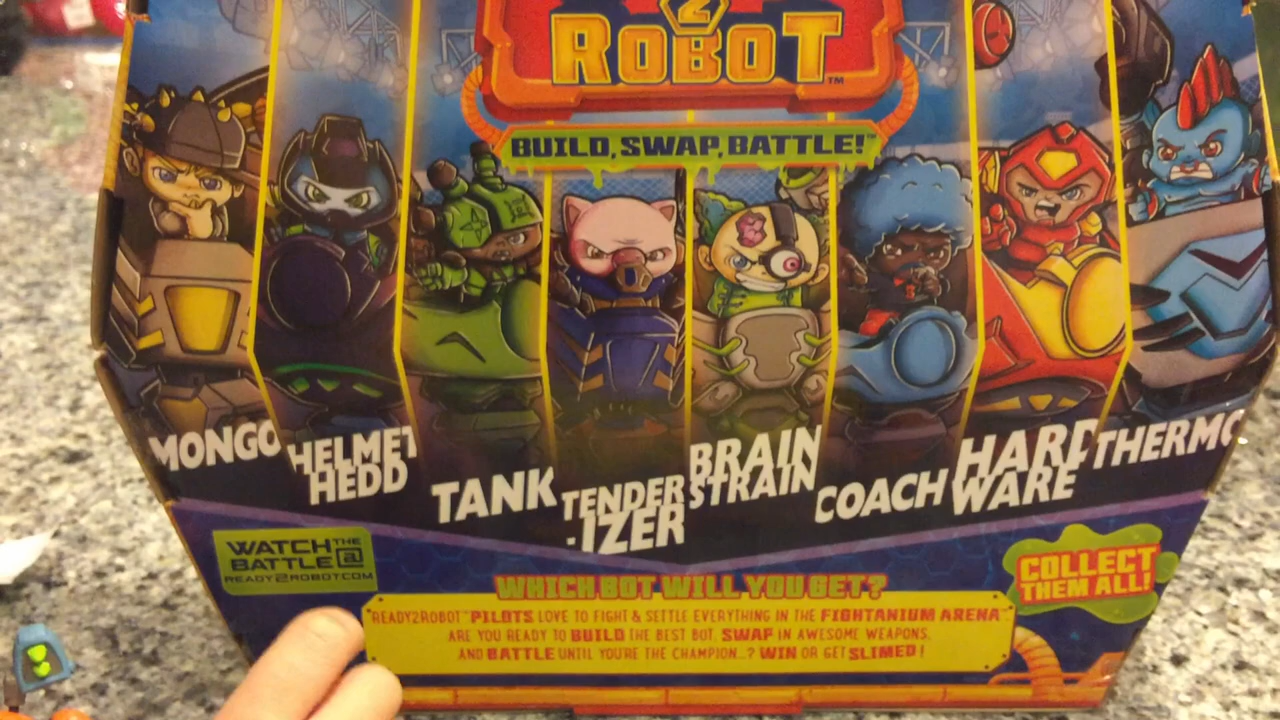 2
ROBOT™
BUILD, SWAP, BATTLE!
MONGO
HELMET
HEDD
TANK
TENDER
-IZER
BRAIN
STRAIN
COACH
HARD
WARE
THERMO
WATCH THE
BATTLE @
READY2ROBOT.COM
COLLECT
THEM ALL!
WHICH BOT WILL YOU GET?
READY2ROBOT™ PILOTS LOVE TO FIGHT & SETTLE EVERYTHING IN THE FIGHTANIUM ARENA
ARE YOU READY TO BUILD THE BEST BOT, SWAP IN AWESOME WEAPONS,
AND BATTLE UNTIL YOU'RE THE CHAMPION...? WIN OR GET SLIMED!